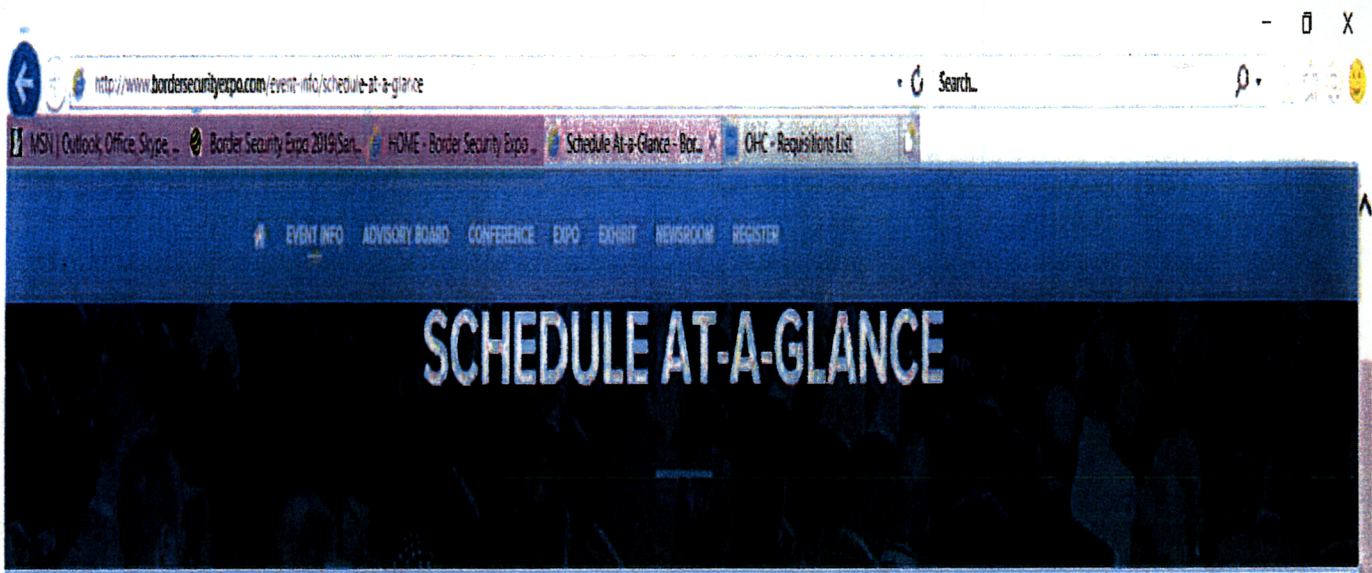 http://www.bordersecurityexpo.com/event-info/schedule-at-a-glance
Search...
MSN | Outlook, Office, Skype, ... Border Security Expo 2019(San... HOME - Border Security Expo ... Schedule At-a-Glance - Bor... X OHC - Requisitions List
EVENT INFO ADVISORY BOARD CONFERENCE EXPO EXHIBIT NEWSROOM REGISTER
SCHEDULE AT-A-GLANCE